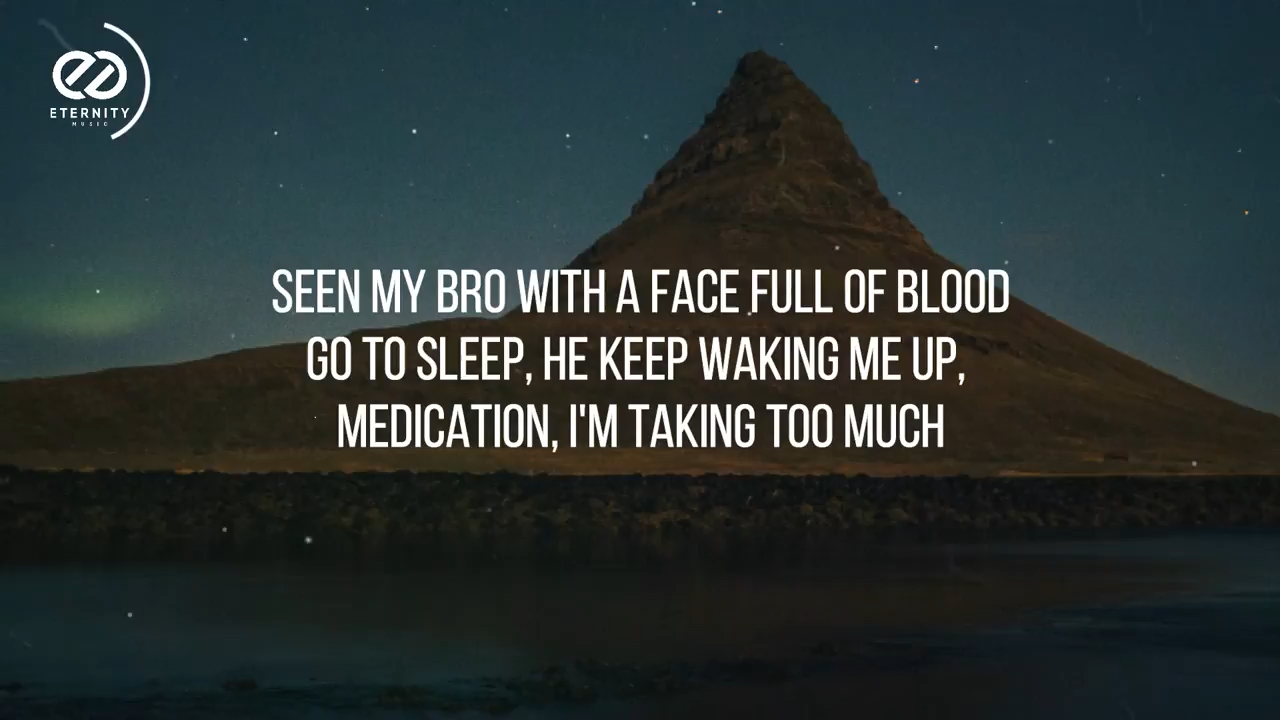 ETERNITY
MUSIC
SEEN MY BRO WITH A FACE FULL OF BLOOD
GO TO SLEEP, HE KEEP WAKING ME UP,
MEDICATION, I'M TAKING TOO MUCH